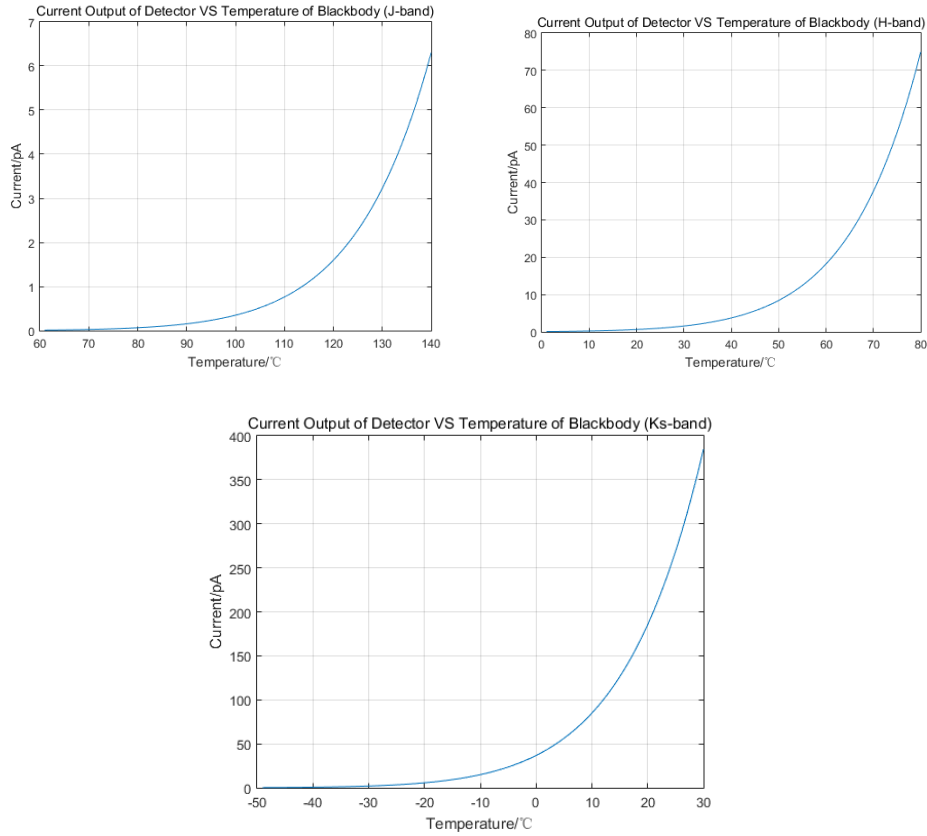 Current Output of Detector VS Temperature of Blackbody (J-band)
7
6
5
4
3
2
1
0
Current/pA
60 70 80 90 100 110 120 130 140
Temperature/℃
Current Output of Detector VS Temperature of Blackbody (H-band)
80
70
60
50
40
30
20
10
0
Current/pA
0 10 20 30 40 50 60 70 80
Temperature/℃
Current Output of Detector VS Temperature of Blackbody (Ks-band)
400
350
300
250
200
150
100
50
0
Current/pA
-50 -40 -30 -20 -10 0 10 20 30
Temperature/℃